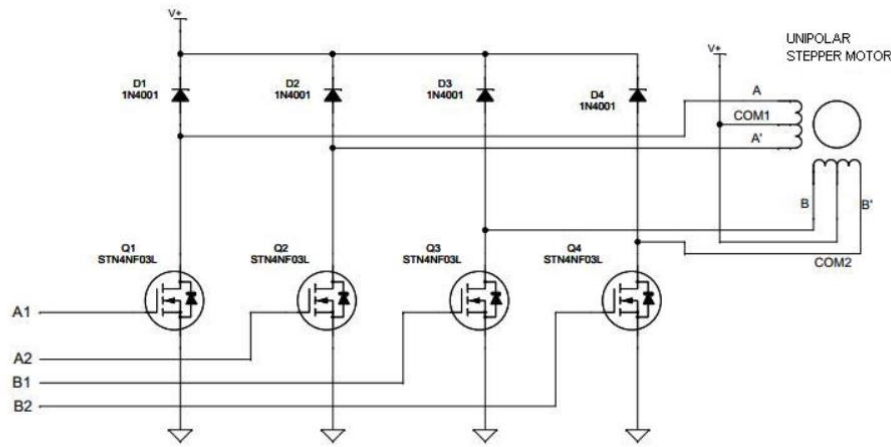 V+
V+
UNIPOLAR
STEPPER MOTOR
D1
1N4001
D2
1N4001
D3
1N4001
D4
1N4001
A
COM1
A'
B
B'
COM2
Q1
STN4NF03L
Q2
STN4NF03L
Q3
STN4NF03L
Q4
STN4NF03L
A1
A2
B1
B2